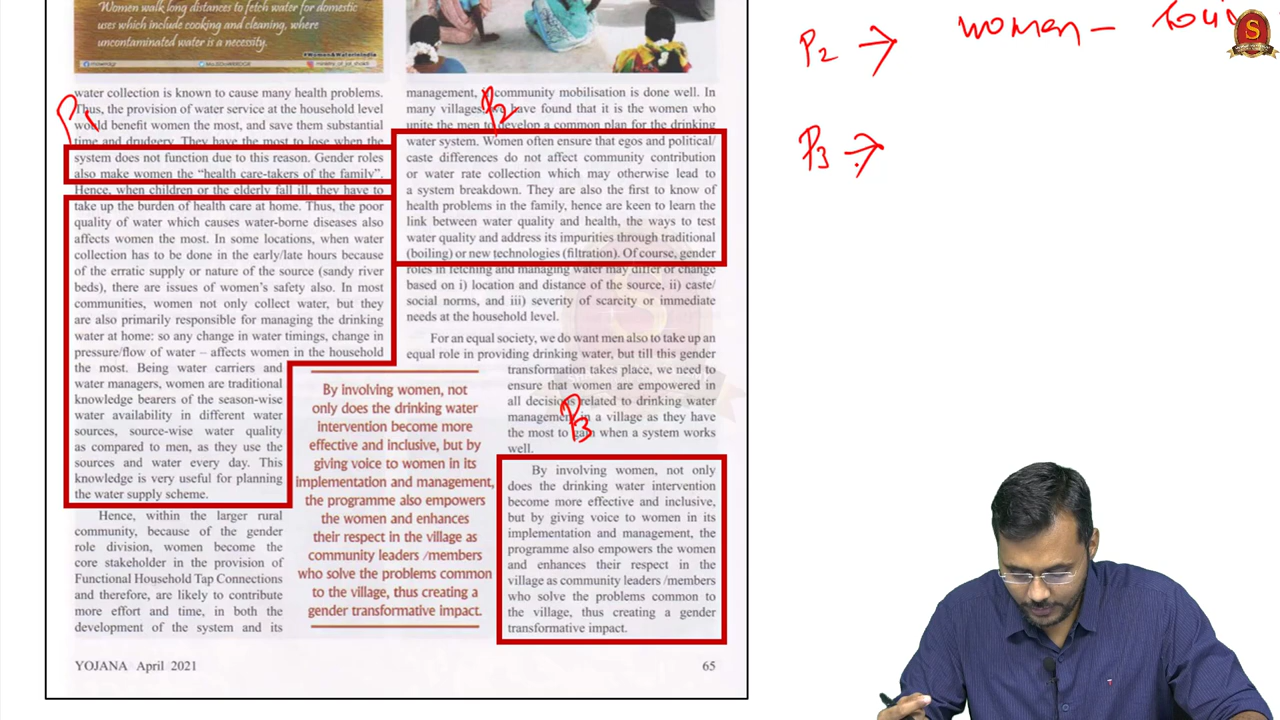 Women walk long distances to fetch water for domestic
uses which include cooking and cleaning, where
uncontaminated water is a necessity.
#Women&WaterinIndia
water collection is known to cause many health problems.
Thus, the provision of water service at the household level
would benefit women the most, and save them substantial
time and drudgery. They have the most to lose when the
system does not function due to this reason. Gender roles
also make women the “health care-takers of the family”.
Hence, when children or the elderly fall ill, they have to
take up the burden of health care at home. Thus, the poor
quality of water which causes water-borne diseases also
affects women the most. In some locations, when water
collection has to be done in the early/late hours because
of the erratic supply or nature of the source (sandy river
beds), there are issues of women’s safety also. In most
communities, women not only collect water, but they
are also primarily responsible for managing the drinking
water at home: so any change in water timings, change in
pressure/flow of water – affects women in the household
the most. Being water carriers and
water managers, women are traditional
knowledge bearers of the season-wise
water availability in different water
sources, source-wise water quality
as compared to men, as they use the
sources and water every day. This
knowledge is very useful for planning
the water supply scheme.
Hence, within the larger rural
community, because of the gender
role division, women become the
core stakeholder in the provision of
Functional Household Tap Connections
and therefore, are likely to contribute
more effort and time, in both the
development of the system and its
P1
By involving women, not
only does the drinking water
intervention become more
effective and inclusive, but by
giving voice to women in its
implementation and management,
the programme also empowers
the women and enhances
their respect in the village as
community leaders /members
who solve the problems common
to the village, thus creating a
gender transformative impact.
management, community mobilisation is done well. In
many villages, we have found that it is the women who
unite the men to develop a common plan for the drinking
water system. Women often ensure that egos and political/
caste differences do not affect community contribution
or water rate collection which may otherwise lead to
a system breakdown. They are also the first to know of
health problems in the family, hence are keen to learn the
link between water quality and health, the ways to test
water quality and address its impurities through traditional
(boiling) or new technologies (filtration). Of course, gender
roles in fetching and managing water may differ or change
based on i) location and distance of the source, ii) caste/
social norms, and iii) severity of scarcity or immediate
needs at the household level.
P2
For an equal society, we do want men also to take up an
equal role in providing drinking water, but till this gender
transformation takes place, we need to
ensure that women are empowered in
all decisions related to drinking water
management in a village as they have
the most to gain when a system works
well.
P3
By involving women, not only
does the drinking water intervention
become more effective and inclusive,
but by giving voice to women in its
implementation and management, the
programme also empowers the women
and enhances their respect in the
village as community leaders /members
who solve the problems common to
the village, thus creating a gender
transformative impact.
YOJANA April 2021
65
P2 → women –
P3 →
S